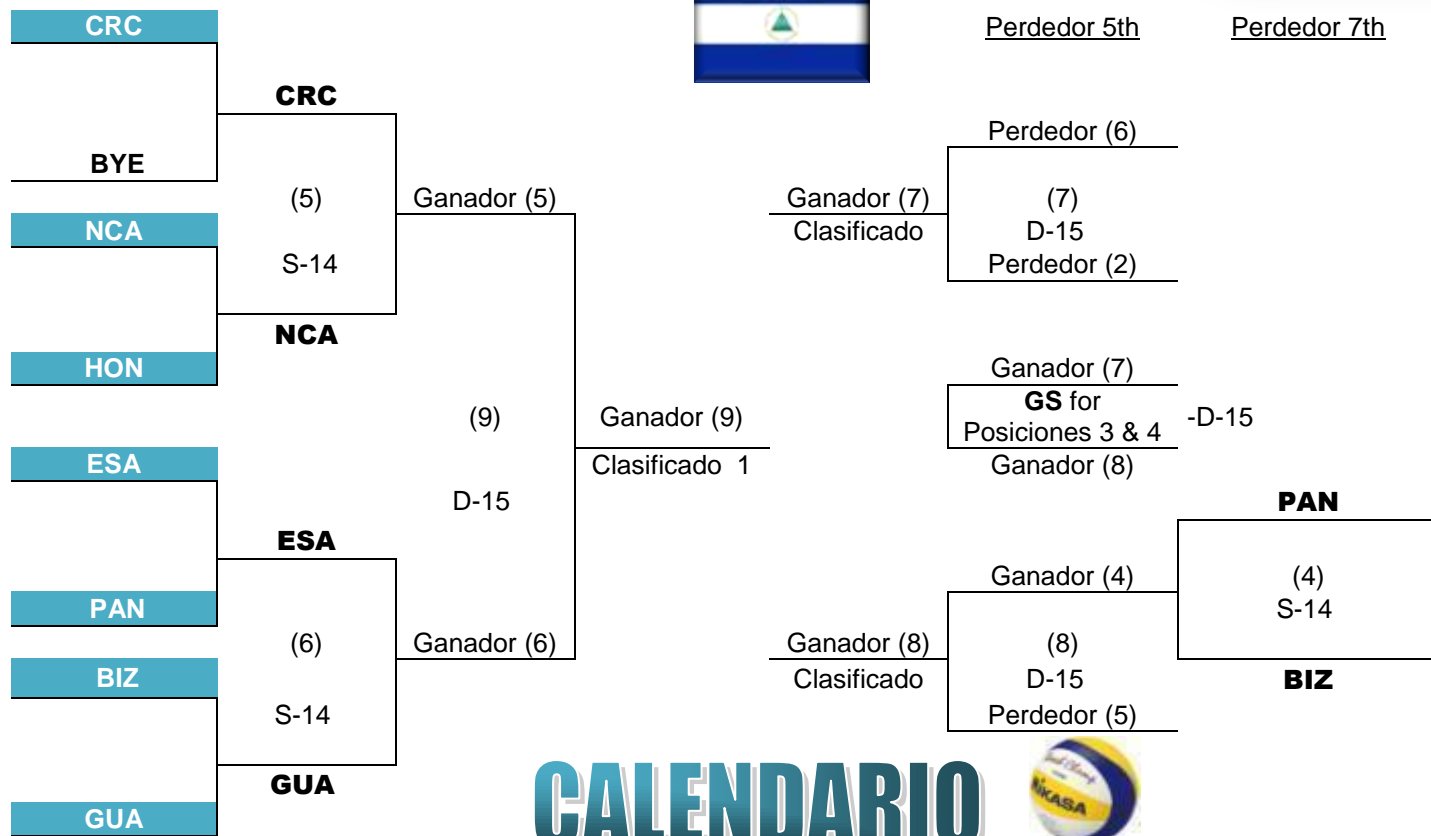 CRC
Perdedor 5th
Perdedor 7th
CRC
BYE
(5)
S-14
Ganador (5)
NCA
NCA
HON
ESA
ESA
PAN
(6)
S-14
Ganador (6)
BIZ
GUA
GUA
(9)
D-15
Ganador (9)
Clasificado 1
Perdedor (6)
Ganador (7)
Clasificado
(7)
D-15
Perdedor (2)
Ganador (7)
GS for
Posiciones 3 & 4
-D-15
Ganador (8)
PAN
Ganador (4)
(4)
S-14
Ganador (8)
Clasificado
(8)
D-15
BIZ
Perdedor (5)
CALENDARIO
MIKASA